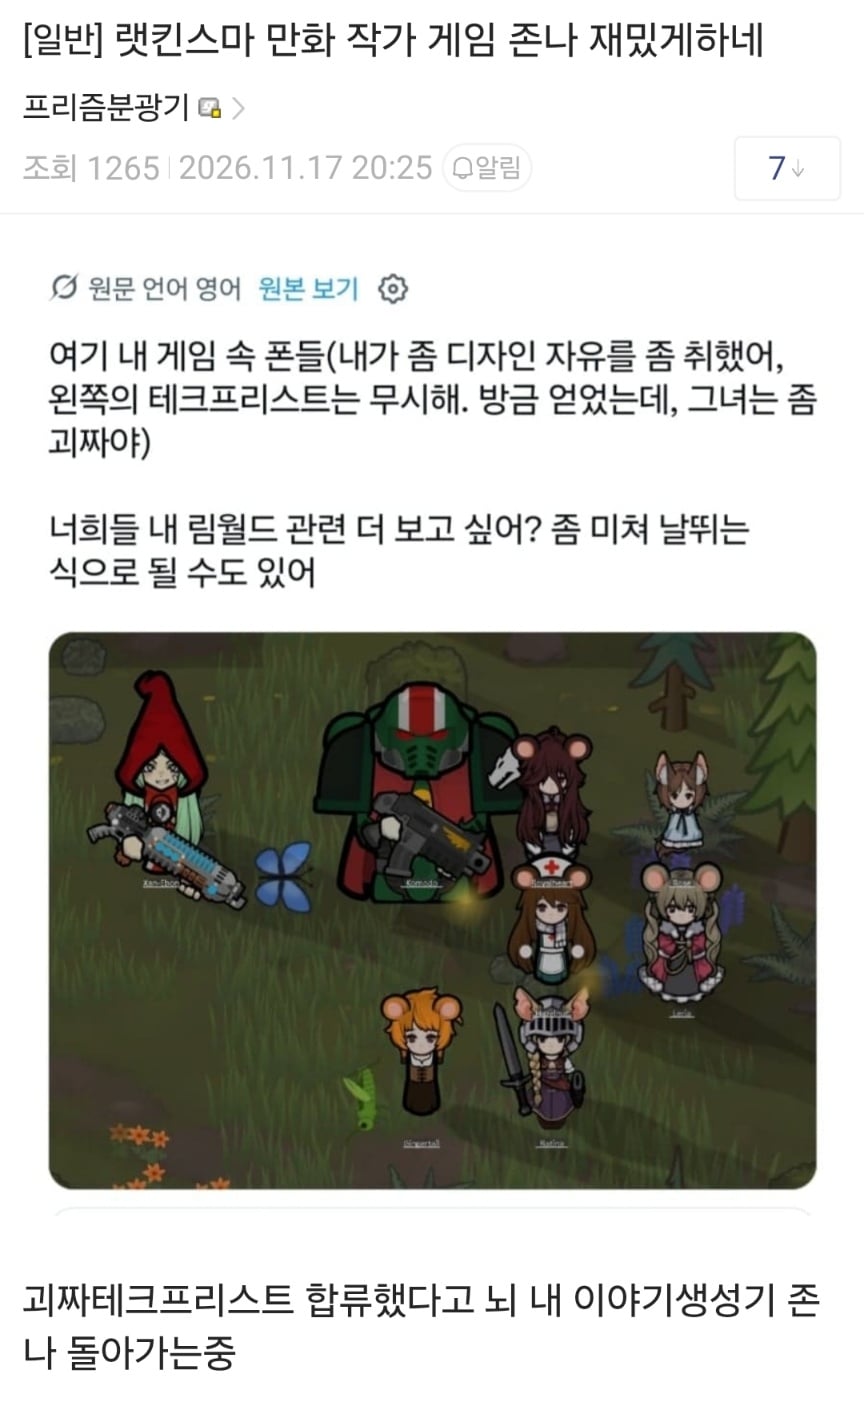 [일반] 랫킨스마 만화 작가 게임 존나 재밌게하네
프리즘분광기
조회 1265 2026.11.17 20:25 알림
7
원문 언어 영어 원본 보기
여기 내 게임 속 폰들(내가 좀 디자인 자유를 좀 취했어,
왼쪽의 테크프리스트는 무시해. 방금 얻었는데, 그녀는 좀
괴짜야)
너희들 내 림월드 관련 더 보고 싶어? 좀 미쳐 날뛰는
식으로 될 수도 있어
Komodo
Rose
Leria
Gingertail
Ratina
괴짜테크프리스트 합류했다고 뇌 내 이야기생성기 존
나 돌아가는중